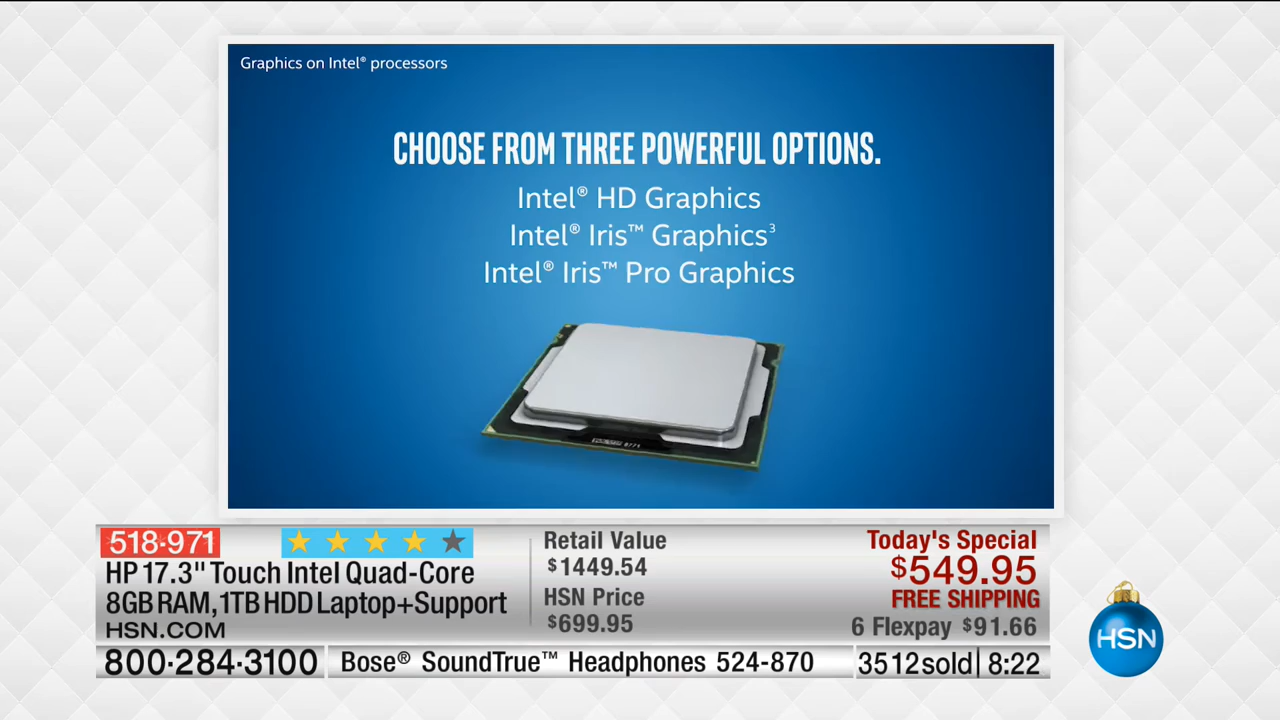 Graphics on Intel® processors
CHOOSE FROM THREE POWERFUL OPTIONS.
Intel® HD Graphics
Intel® Iris™ Graphics³
Intel® Iris™ Pro Graphics
518-971
HP 17.3" Touch Intel Quad-Core
8GB RAM, 1TB HDD Laptop+Support
HSN.COM
Retail Value
$1449.54
HSN Price
$699.95
Today's Special
$549.95
FREE SHIPPING
6 Flexpay $91.66
800·284·3100
Bose® SoundTrue™ Headphones 524-870
3512 sold
8:22
HSN